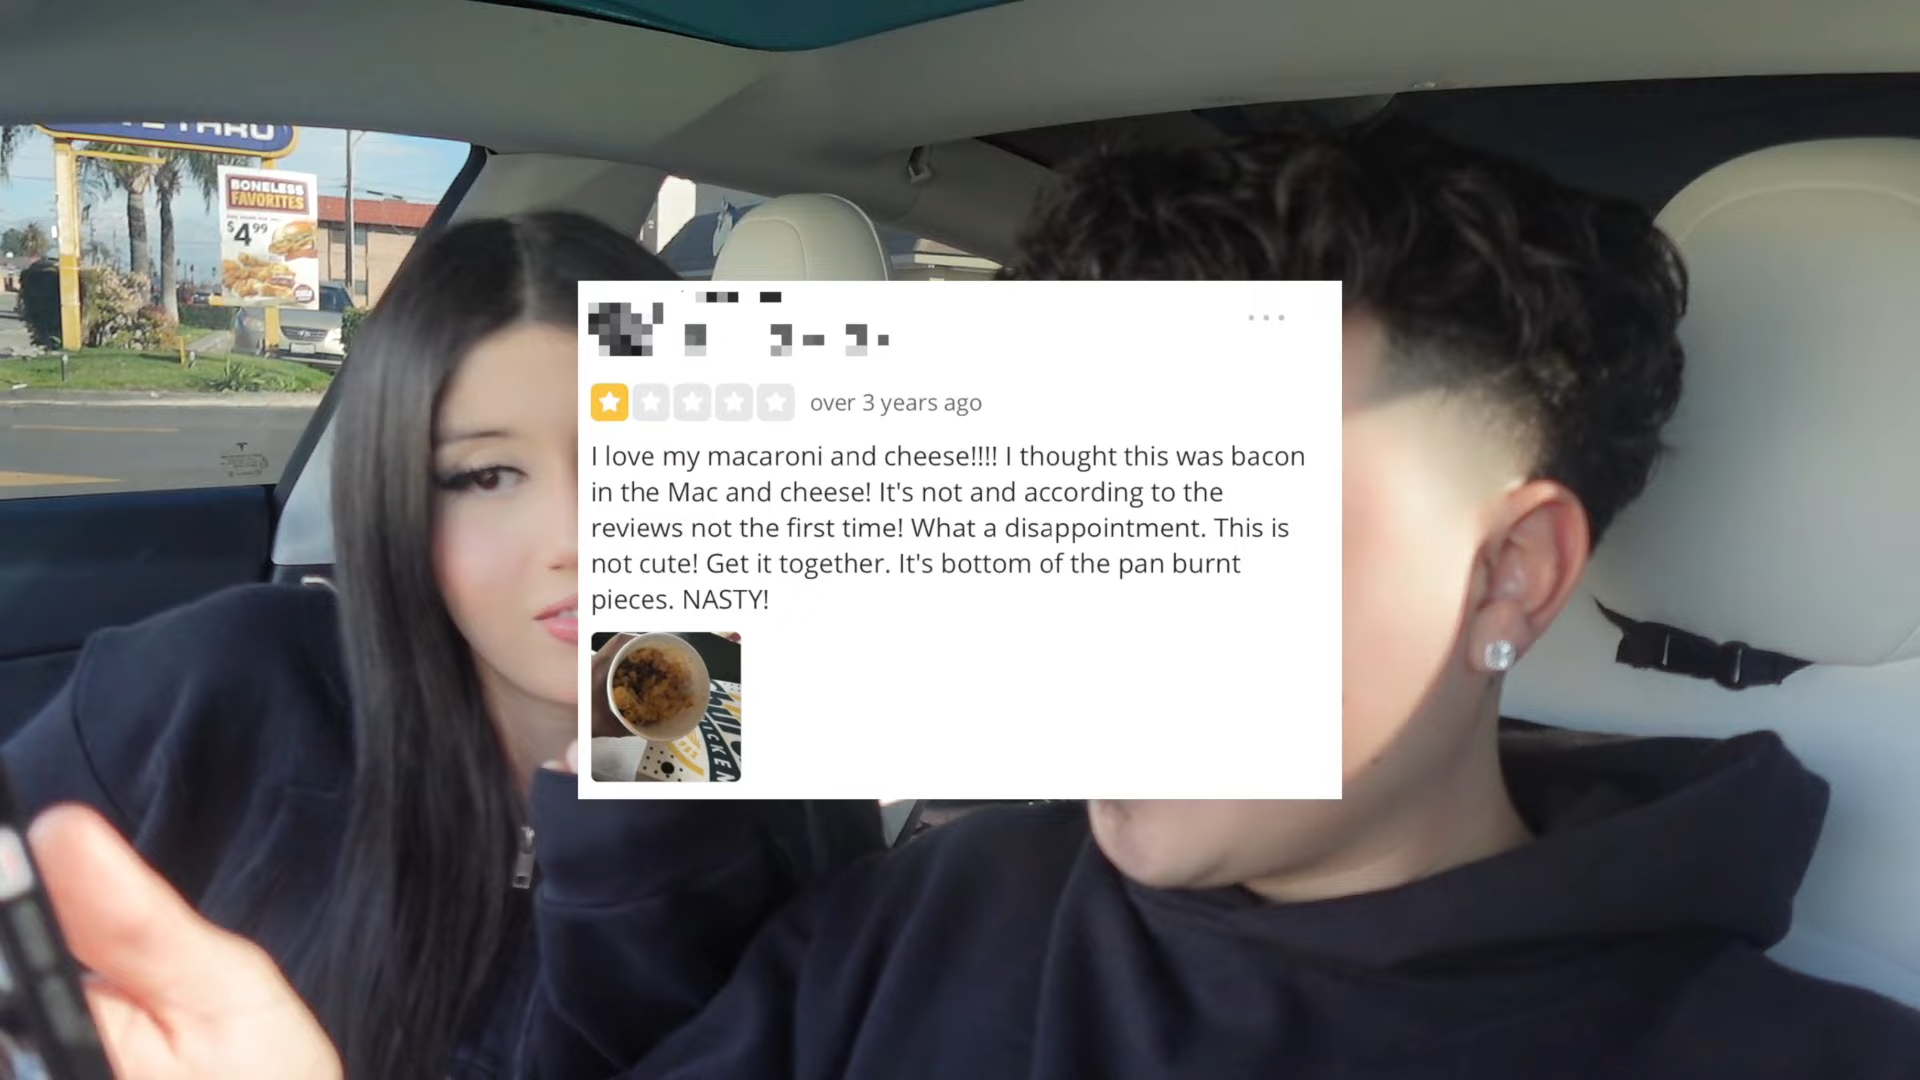 THRU
BONELESS
FAVORITES
$4.99
over 3 years ago
I love my macaroni and cheese!!!! I thought this was bacon
in the Mac and cheese! It's not and according to the
reviews not the first time! What a disappointment. This is
not cute! Get it together. It's bottom of the pan burnt
pieces. NASTY!